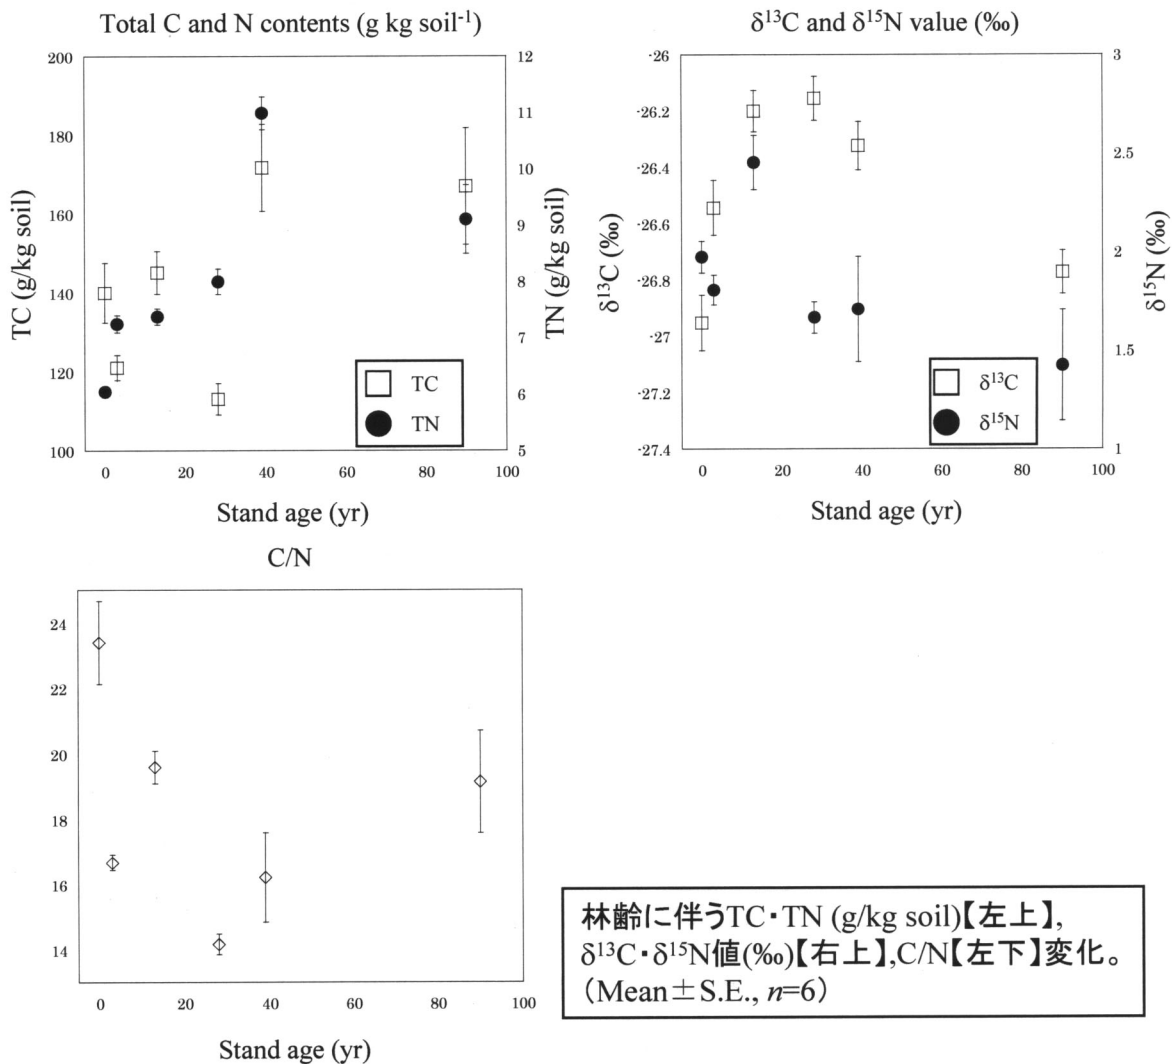 Total C and N contents (g kg soil⁻¹)
200
180
160
140
120
100
TC (g/kg soil)
12
11
10
9
8
7
6
5
TN (g/kg soil)
TC
TN
0 20 40 60 80 100
Stand age (yr)
δ¹³C and δ¹⁵N value (‰)
-26
-26.2
-26.4
-26.6
-26.8
-27
-27.2
-27.4
δ¹³C (‰)
3
2.5
2
1.5
1
δ¹⁵N (‰)
δ¹³C
δ¹⁵N
0 20 40 60 80 100
Stand age (yr)
C/N
24
22
20
18
16
14
0 20 40 60 80 100
Stand age (yr)
林齢に伴うTC・TN (g/kg soil)【左上】,
δ¹³C・δ¹⁵N値(‰)【右上】,C/N【左下】変化。
(Mean±S.E., n=6)